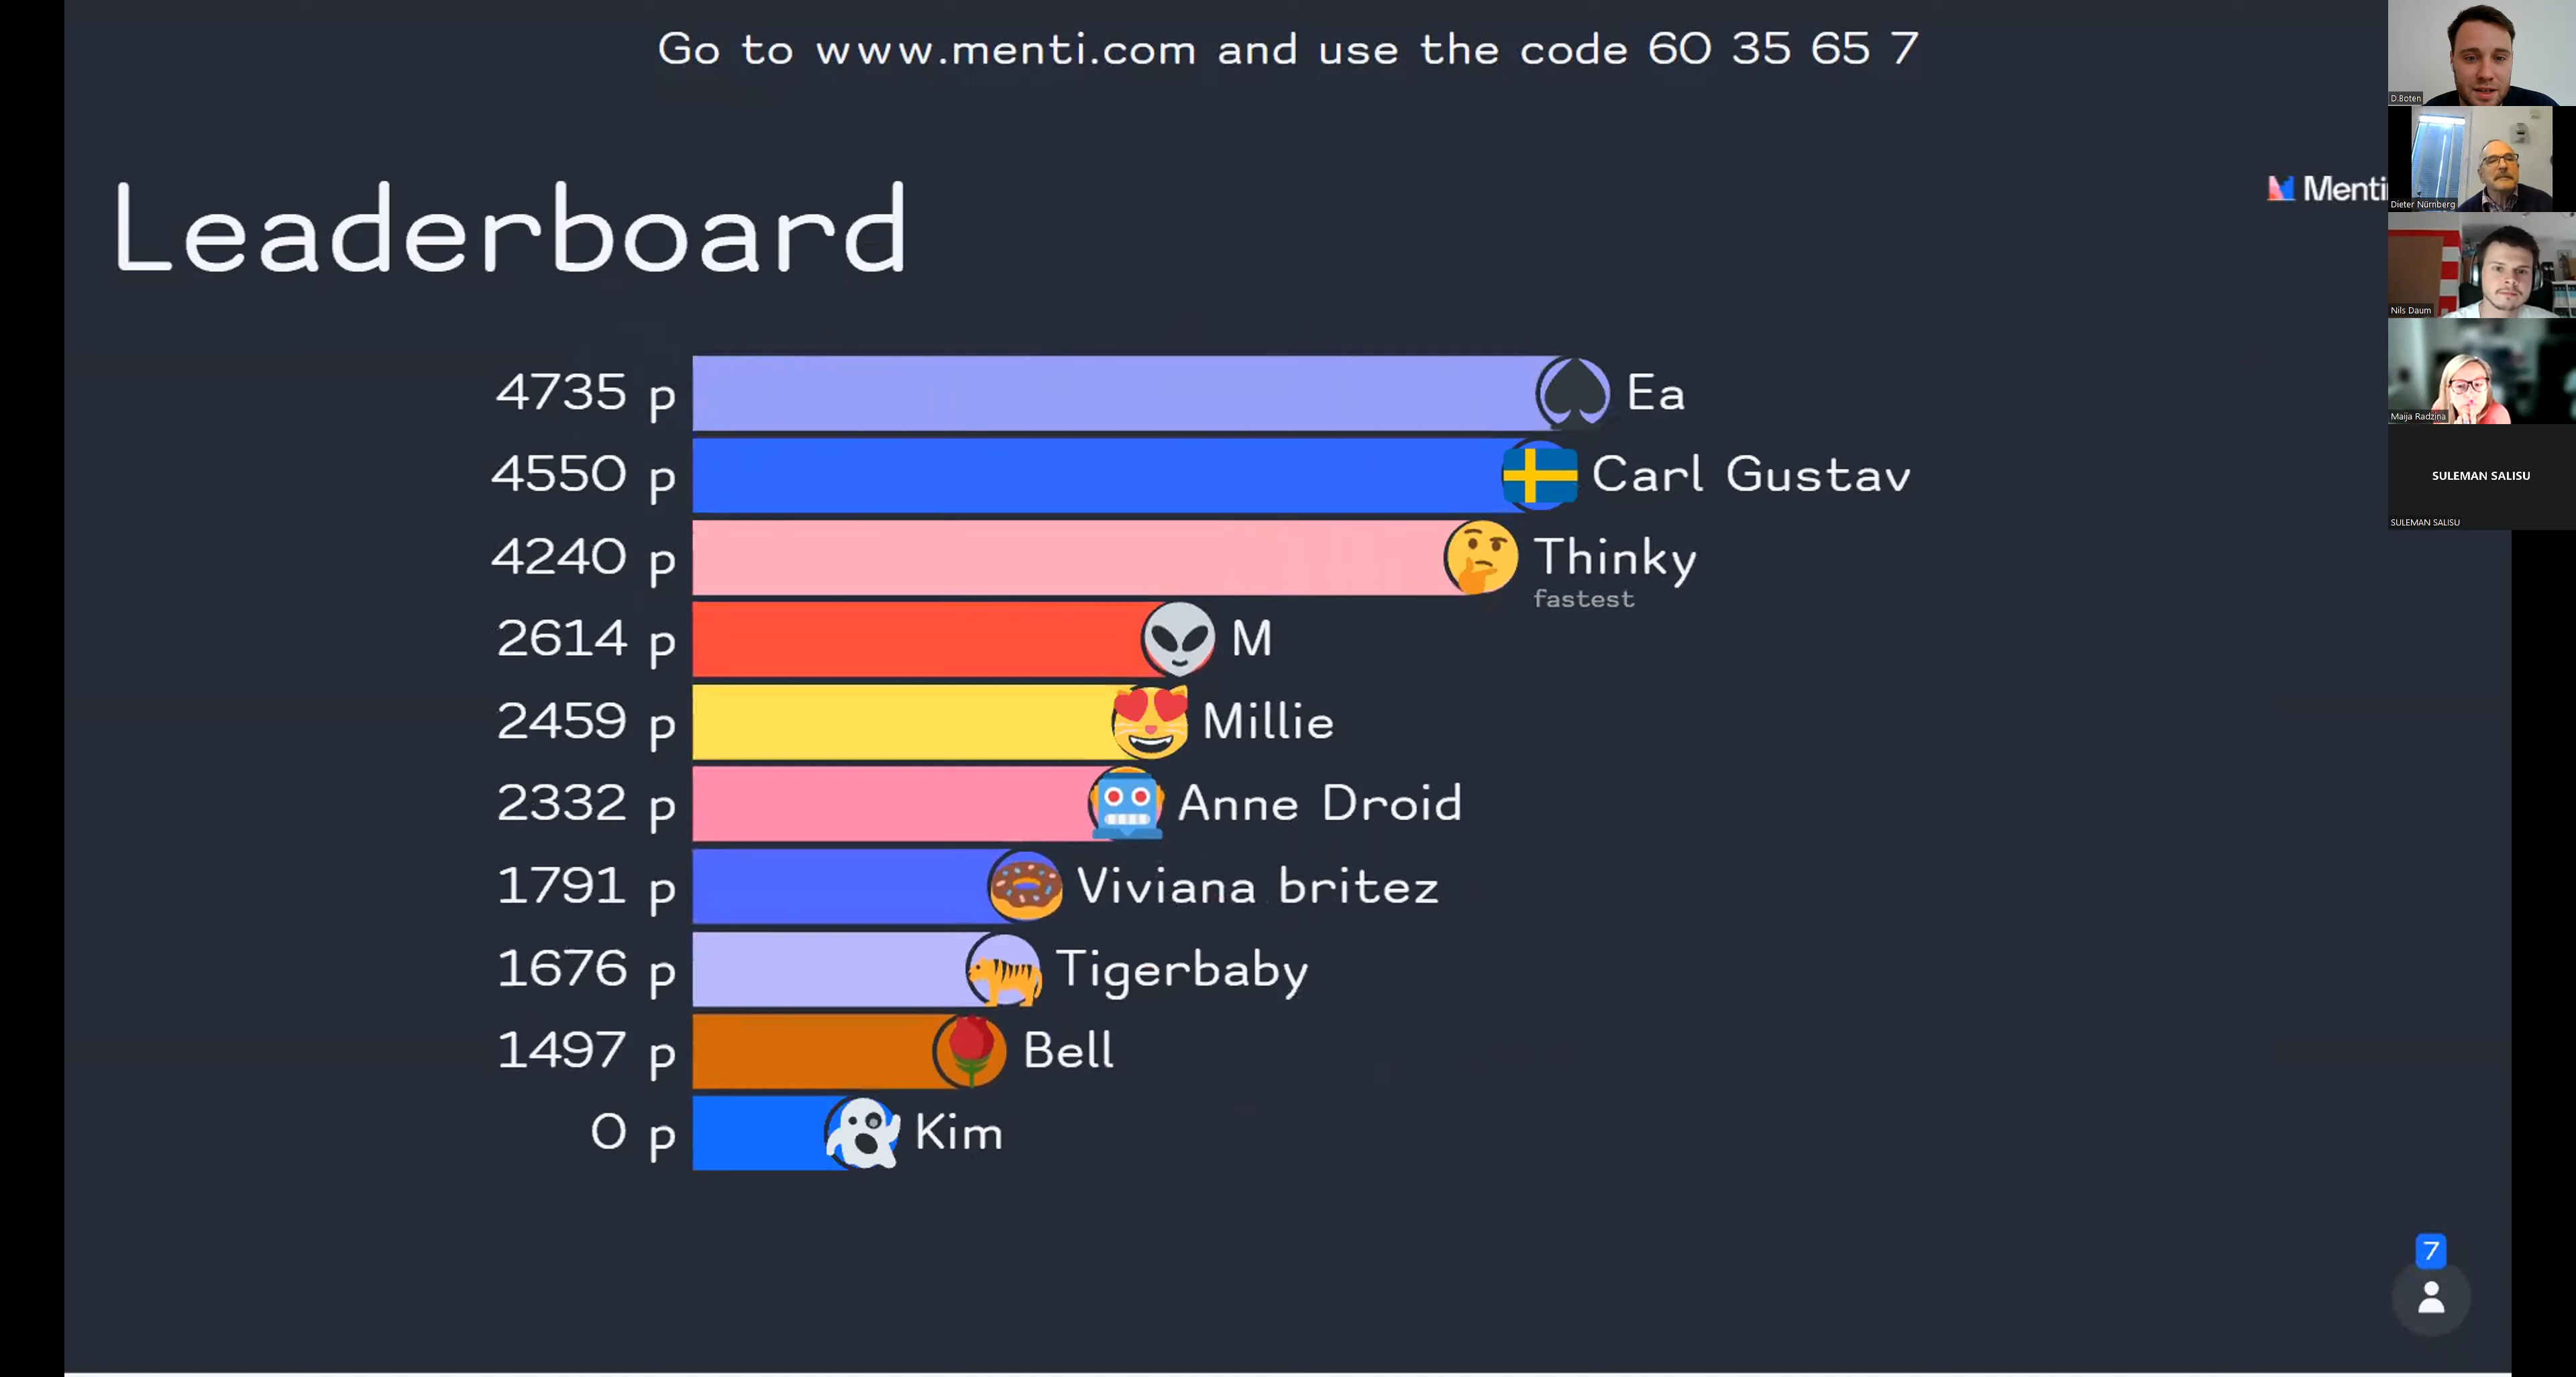 Go to www.menti.com and use the code 60 35 65 7
Leaderboard
Menti
4735 p Ea
4550 p Carl Gustav
4240 p Thinky
fastest
2614 p M
2459 p Millie
2332 p Anne Droid
1791 p Viviana britez
1676 p Tigerbaby
1497 p Bell
0 p Kim
7
D.Boten
Dieter Nürnberg
Nils Daum
Maija Radzina
SULEMAN SALISU
SULEMAN SALISU